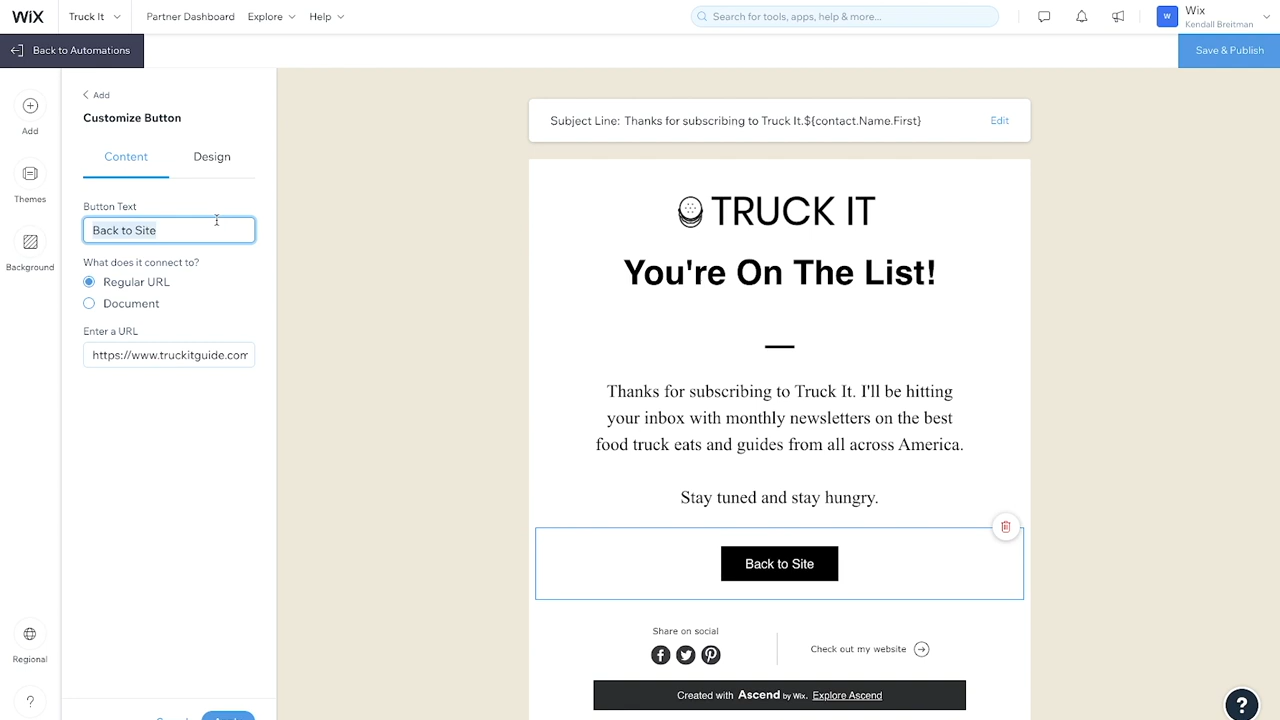 WiX
Truck It
Partner Dashboard
Explore
Help
Search for tools, apps, help & more...
W
Wix
Kendall Breitman
Back to Automations
Save & Publish
Add
Themes
Background
Regional
?
Add
Customize Button
Content
Design
Button Text
Back to Site
What does it connect to?
Regular URL
Document
Enter a URL
https://www.truckitguide.com
Subject Line: Thanks for subscribing to Truck It.${contact.Name.First}
Edit
TRUCK IT
You're On The List!
Thanks for subscribing to Truck It. I'll be hitting
your inbox with monthly newsletters on the best
food truck eats and guides from all across America.
Stay tuned and stay hungry.
Back to Site
Share on social
Check out my website
Created with Ascend by Wix. Explore Ascend
?